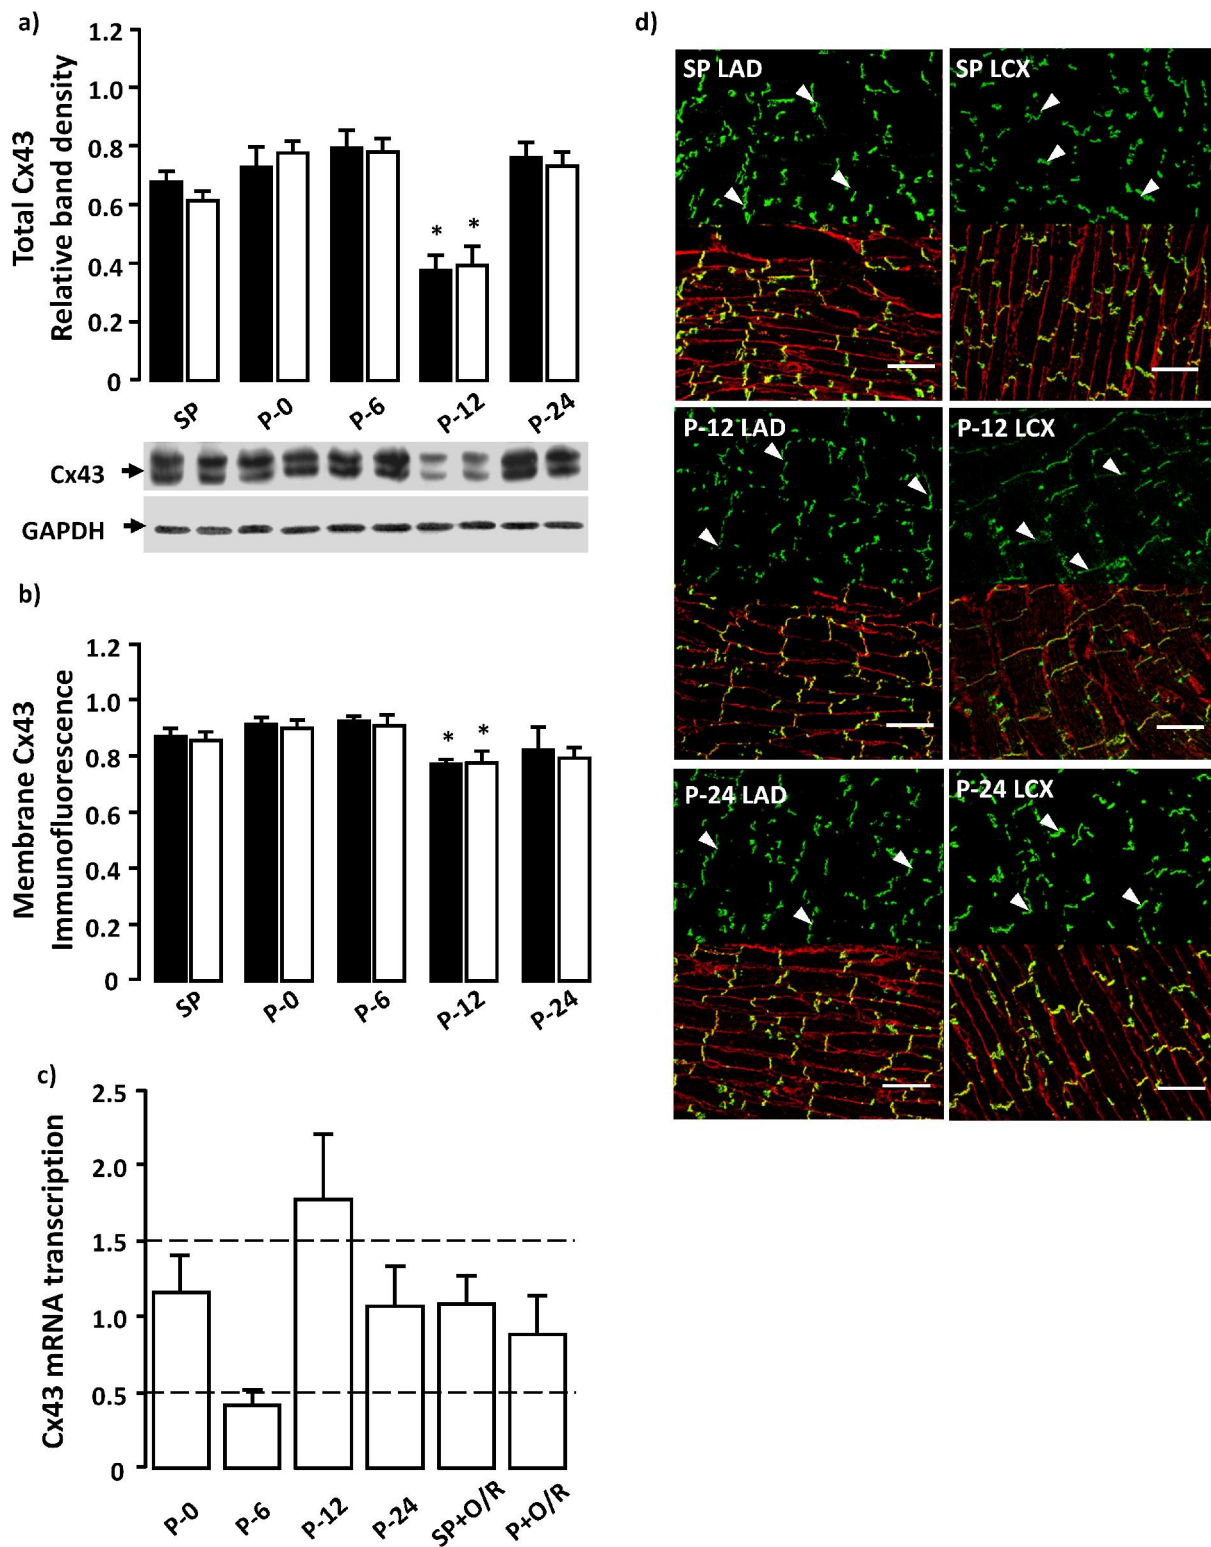 a)
1.2
1.0
0.8
0.6
0.4
0.2
0
Total Cx43
Relative band density
* *
SP P-0 P-6 P-12 P-24
Cx43
GAPDH
b)
1.2
1.0
0.8
0.6
0.4
0.2
0
Membrane Cx43
Immunofluorescence
* *
SP P-0 P-6 P-12 P-24
c)
2.5
2.0
1.5
1.0
0.5
0
Cx43 mRNA transcription
P-0 P-6 P-12 P-24 SP+O/R P+O/R
d)
SP LAD
SP LCX
P-12 LAD
P-12 LCX
P-24 LAD
P-24 LCX